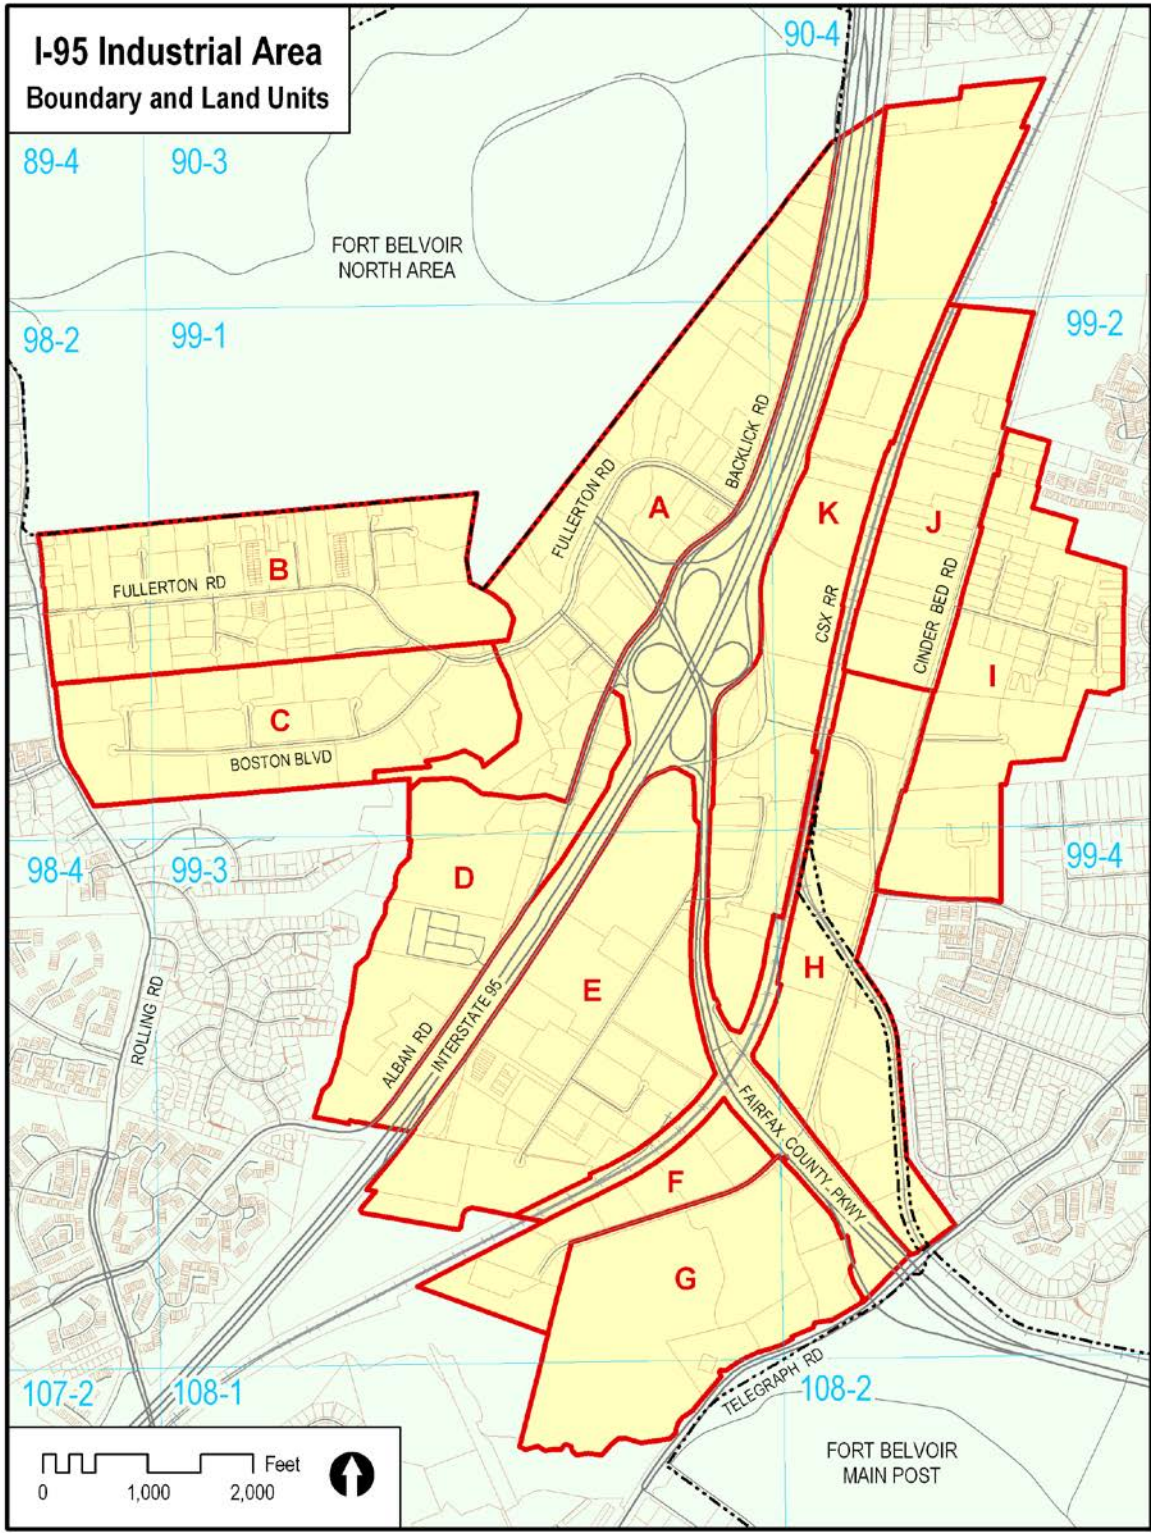 I-95 Industrial Area
Boundary and Land Units
90-4
89-4
90-3
FORT BELVOIR
NORTH AREA
98-2
99-1
99-2
BACKLICK RD
FULLERTON RD
A
K
J
B
FULLERTON RD
CSX RR
CINDER BED RD
I
C
BOSTON BLVD
98-4
99-3
99-4
D
H
E
ROLLING RD
ALBAN RD
INTERSTATE 95
FAIRFAX COUNTY PKWY
F
G
107-2
108-1
TELEGRAPH RD
108-2
FORT BELVOIR
MAIN POST
Feet
0 1,000 2,000